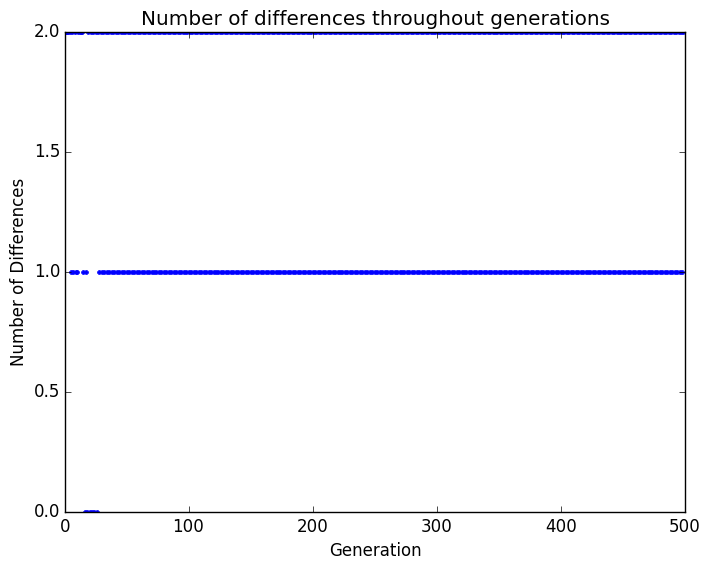 Number of differences throughout generations
2.0
1.5
1.0
0.5
0.0
Number of Differences
0 100 200 300 400 500
Generation